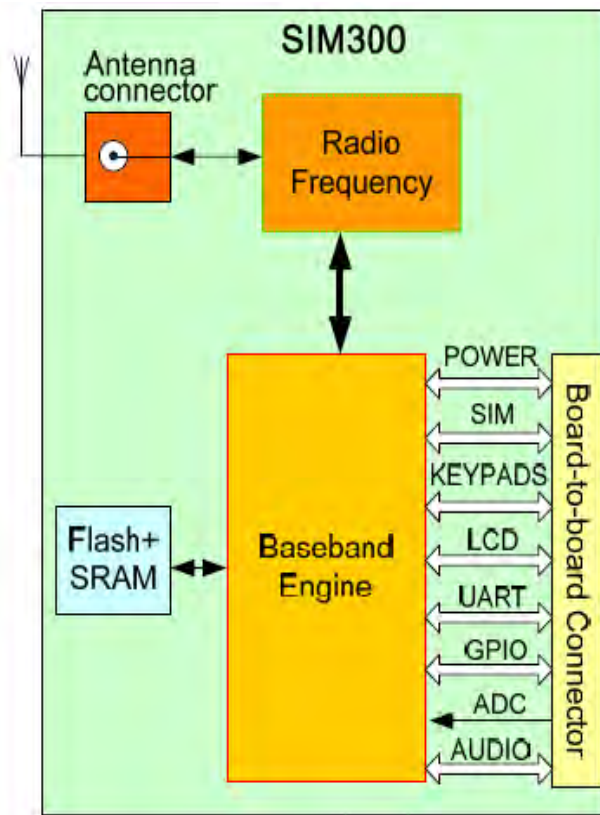 SIM300
Antenna
connector
Radio
Frequency
POWER
SIM
KEYPADS
LCD
UART
GPIO
ADC
AUDIO
Board-to-board Connector
Flash+
SRAM
Baseband
Engine